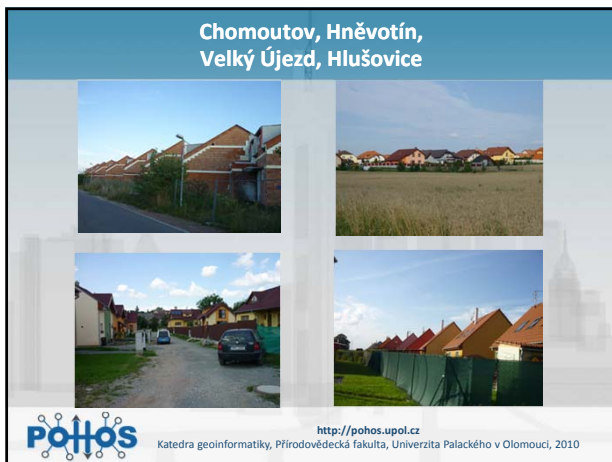 Chomoutov, Hněvotín,
Velký Újezd, Hlušovice
POHOS
http://pohos.upol.cz
Katedra geoinformatiky, Přírodovědecká fakulta, Univerzita Palackého v Olomouci, 2010